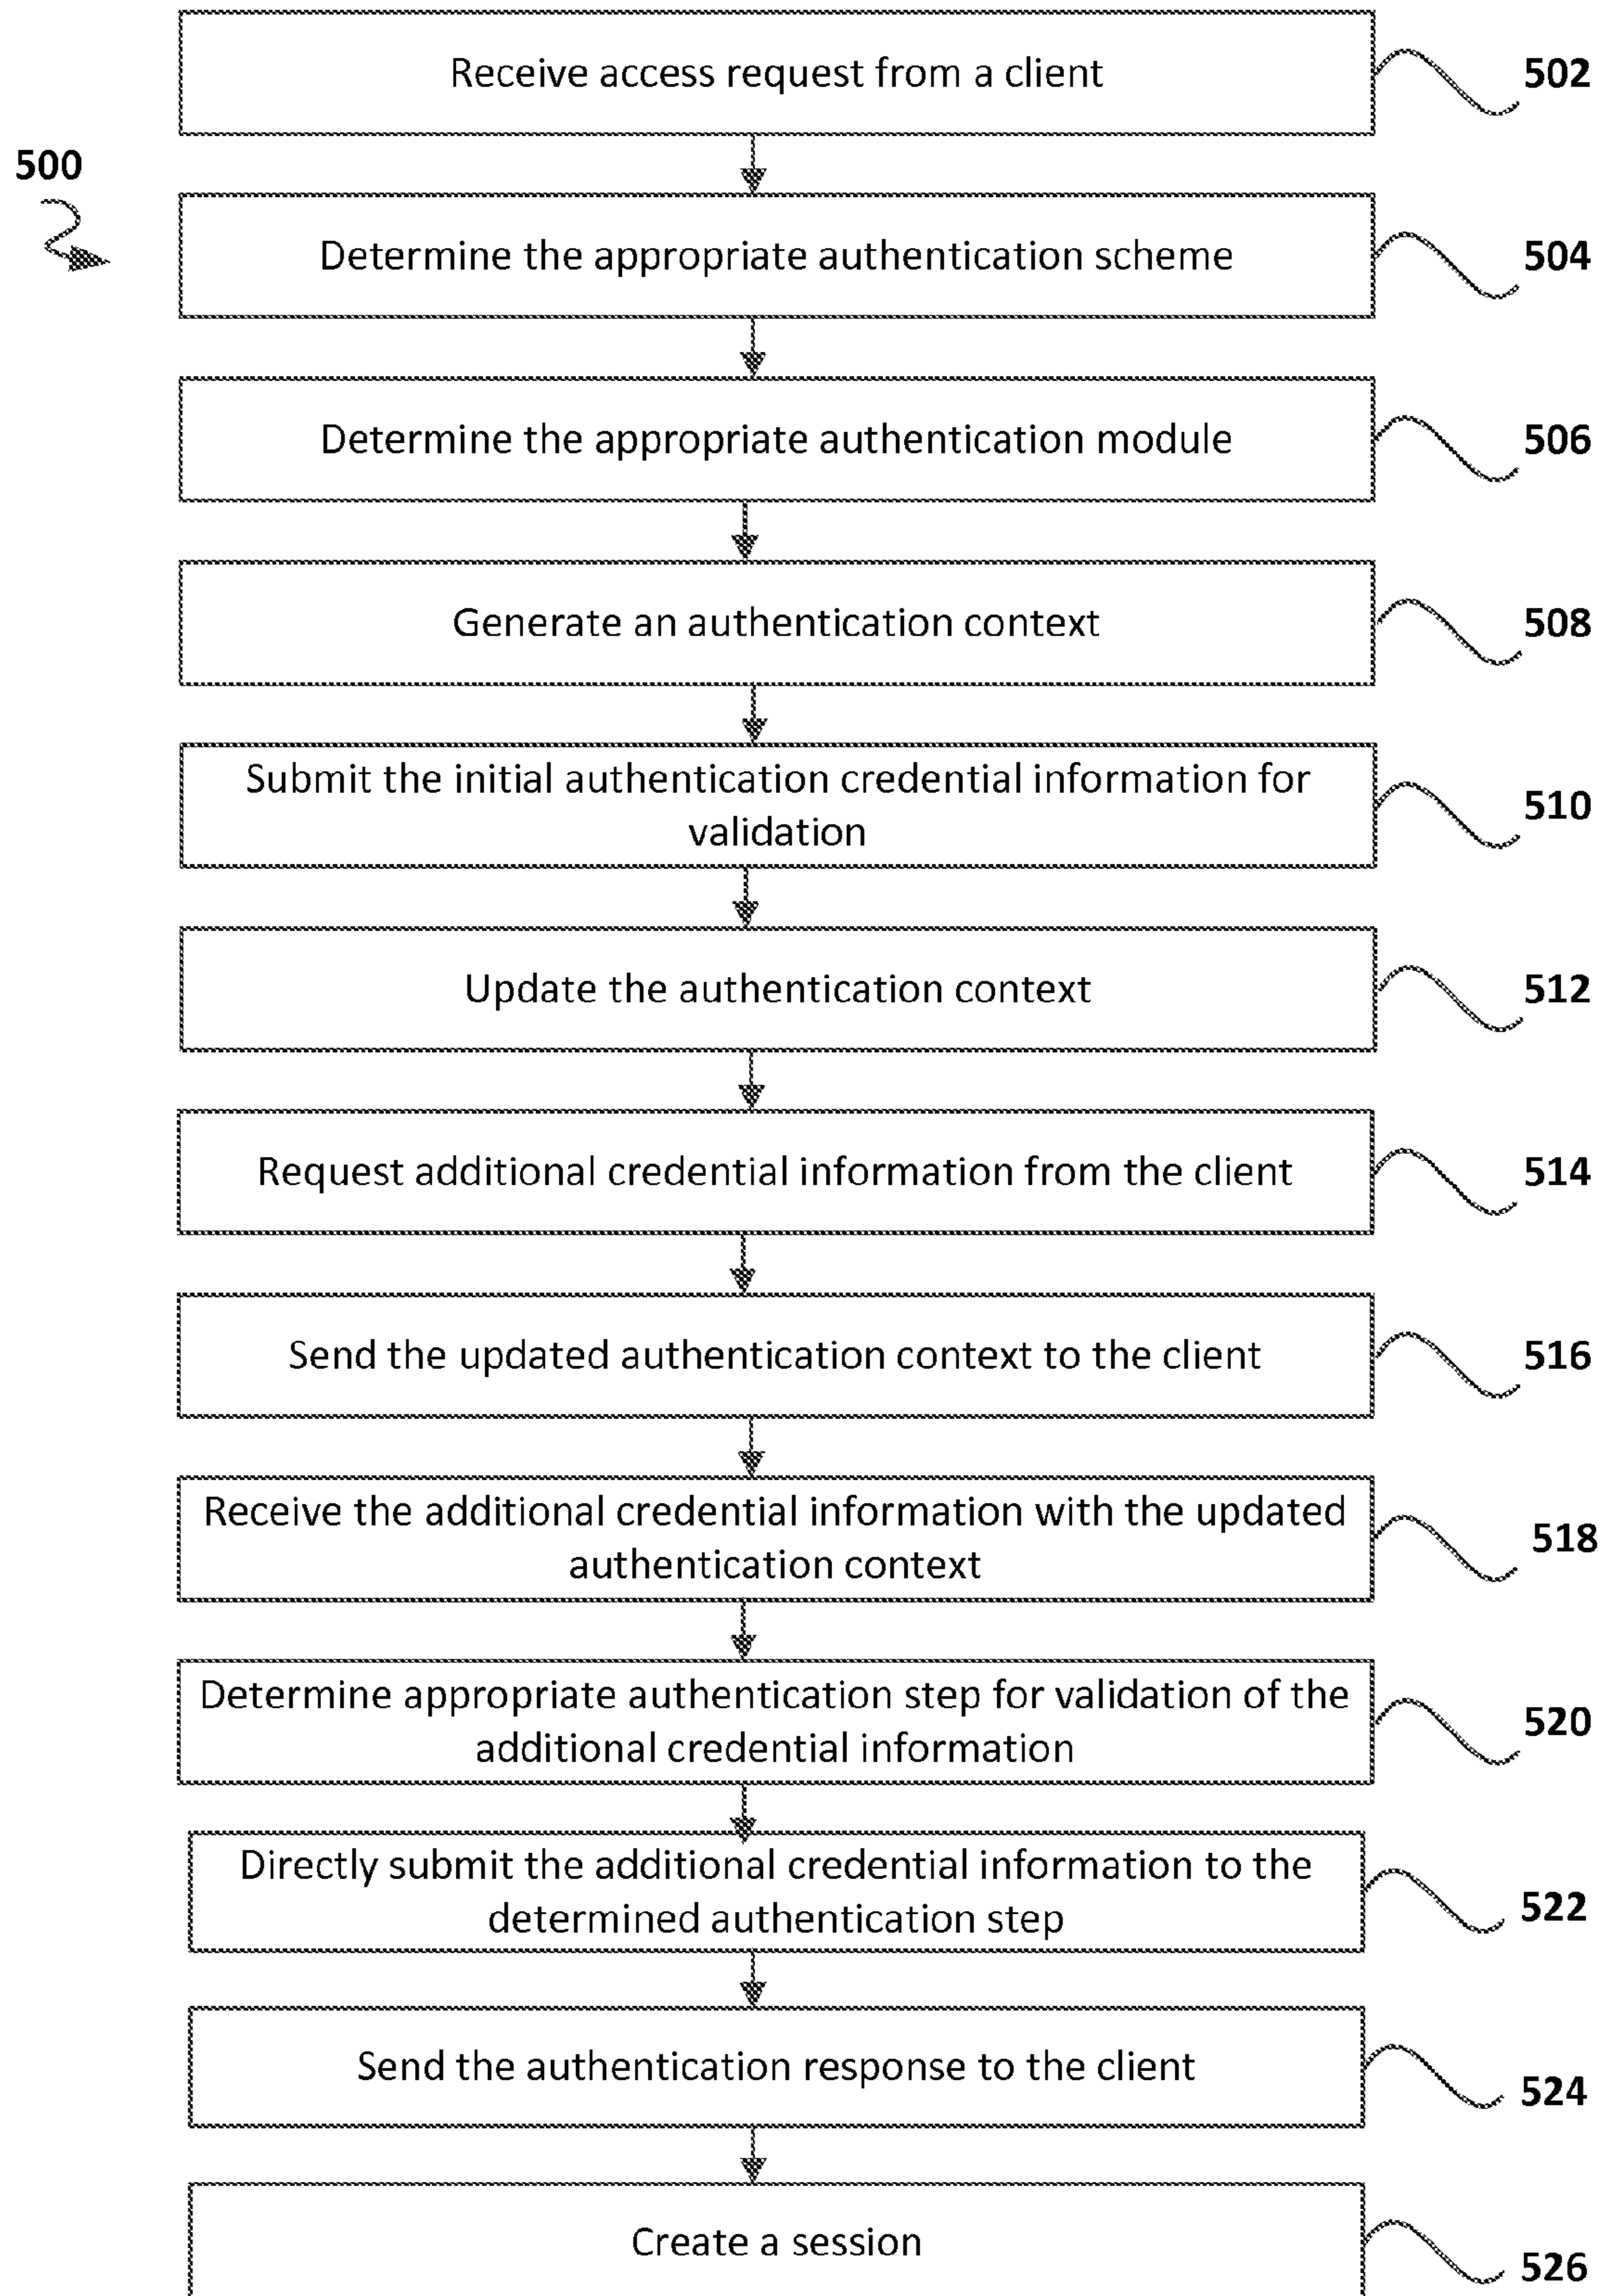 Receive access request from a client
502
500
Determine the appropriate authentication scheme
504
Determine the appropriate authentication module
506
Generate an authentication context
508
Submit the initial authentication credential information for
validation
510
Update the authentication context
512
Request additional credential information from the client
514
Send the updated authentication context to the client
516
Receive the additional credential information with the updated
authentication context
518
Determine appropriate authentication step for validation of the
additional credential information
520
Directly submit the additional credential information to the
determined authentication step
522
Send the authentication response to the client
524
Create a session
526